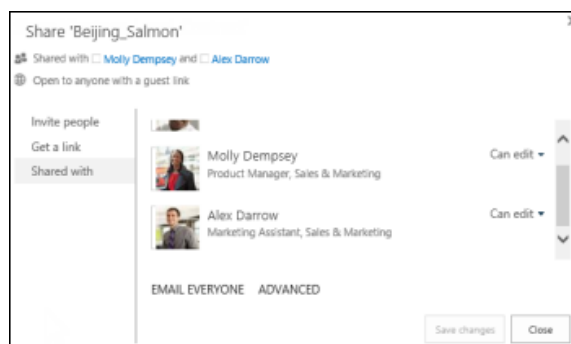 Share 'Beijing_Salmon'
Shared with Molly Dempsey and Alex Darrow
Open to anyone with a guest link
Invite people
Get a link
Shared with
Molly Dempsey
Can edit
Product Manager, Sales & Marketing
Alex Darrow
Can edit
Marketing Assistant, Sales & Marketing
EMAIL EVERYONE ADVANCED
Save changes Close